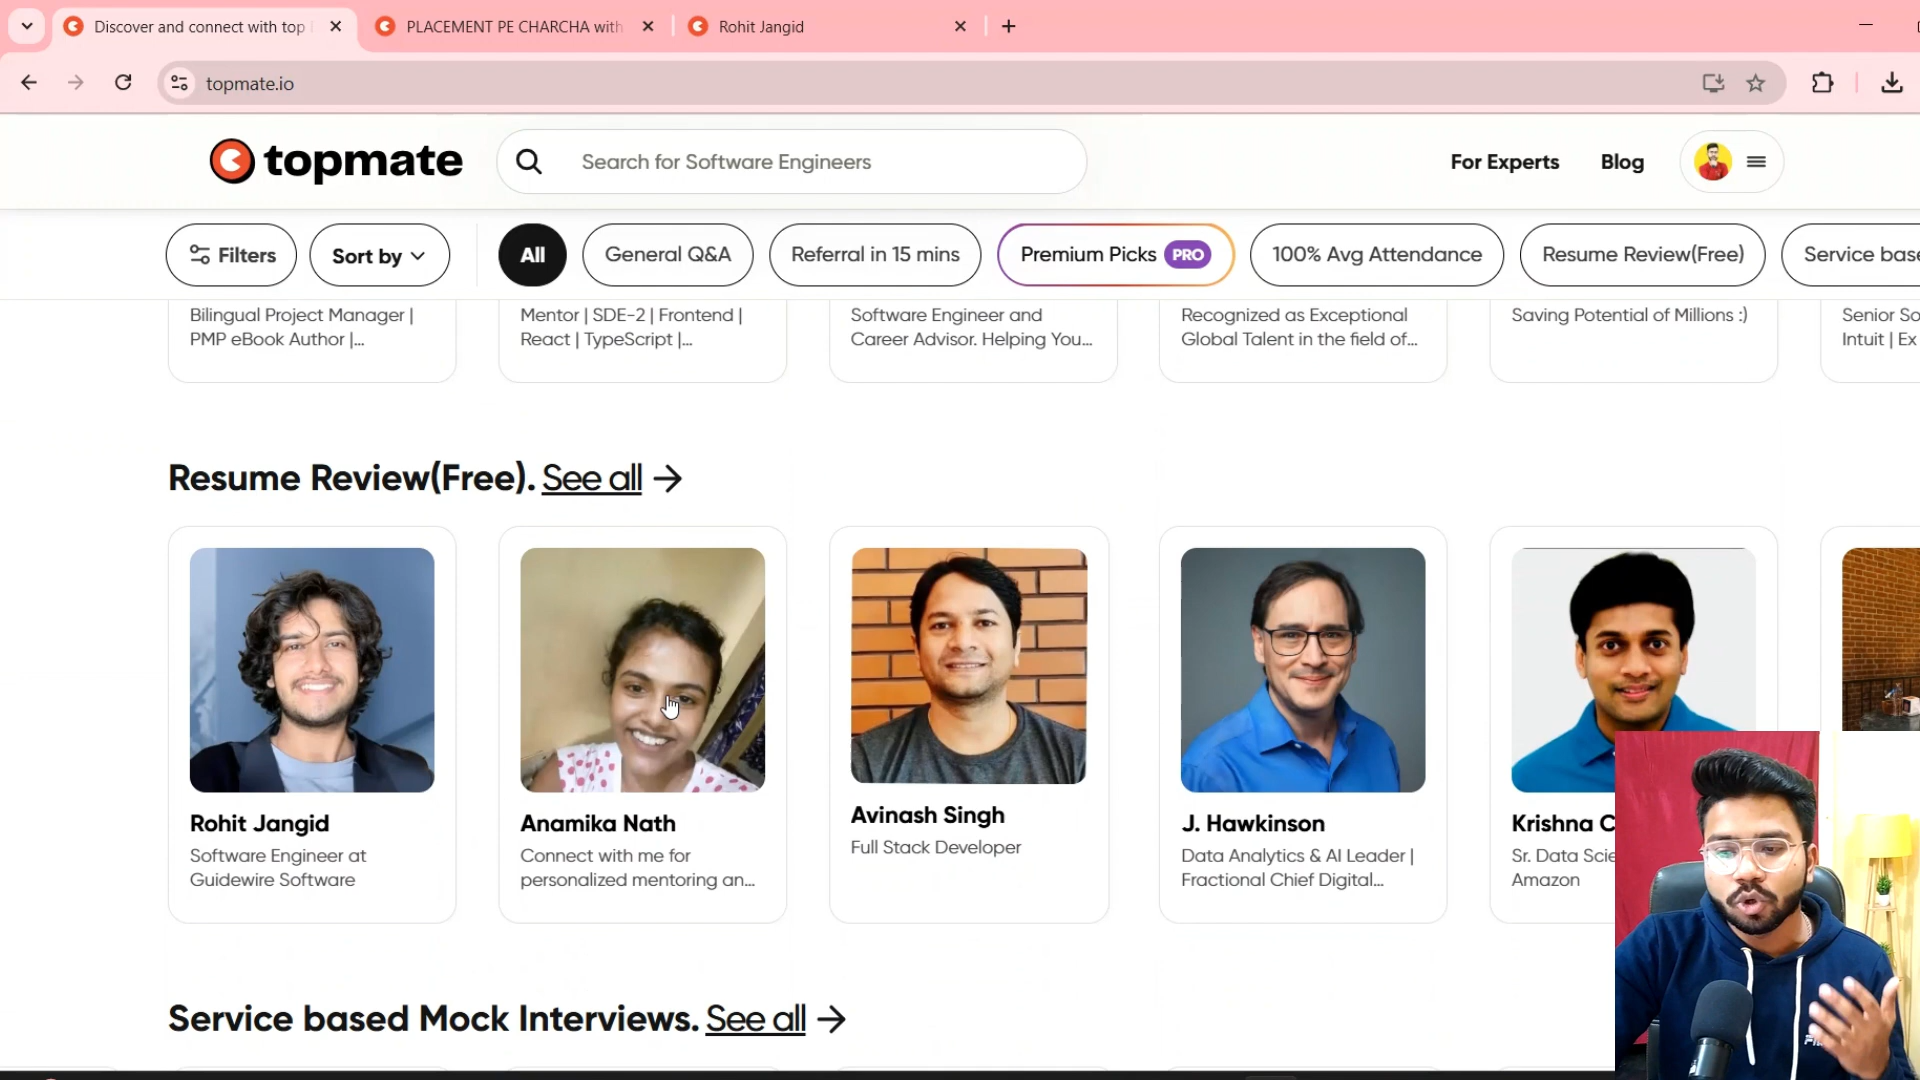 Discover and connect with top
PLACEMENT PE CHARCHA with
Rohit Jangid
topmate.io
topmate
Search for Software Engineers
For Experts
Blog
Filters
Sort by
All
General Q&A
Referral in 15 mins
Premium Picks PRO
100% Avg Attendance
Resume Review(Free)
Service base
Bilingual Project Manager |
PMP eBook Author |...
Mentor | SDE-2 | Frontend |
React | TypeScript |...
Software Engineer and
Career Advisor. Helping You...
Recognized as Exceptional
Global Talent in the field of...
Saving Potential of Millions :)
Senior So
Intuit | Ex
Resume Review(Free). See all →
Rohit Jangid
Software Engineer at
Guidewire Software
Anamika Nath
Connect with me for
personalized mentoring an...
Avinash Singh
Full Stack Developer
J. Hawkinson
Data Analytics & AI Leader |
Fractional Chief Digital...
Krishna C
Sr. Data Scie
Amazon
Service based Mock Interviews. See all →